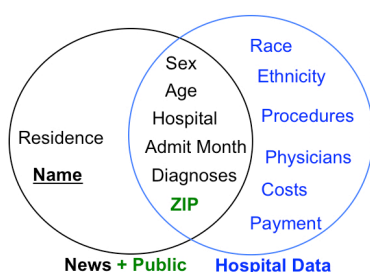 Residence
Name
Sex
Age
Hospital
Admit Month
Diagnoses
ZIP
Race
Ethnicity
Procedures
Physicians
Costs
Payment
News + Public
Hospital Data